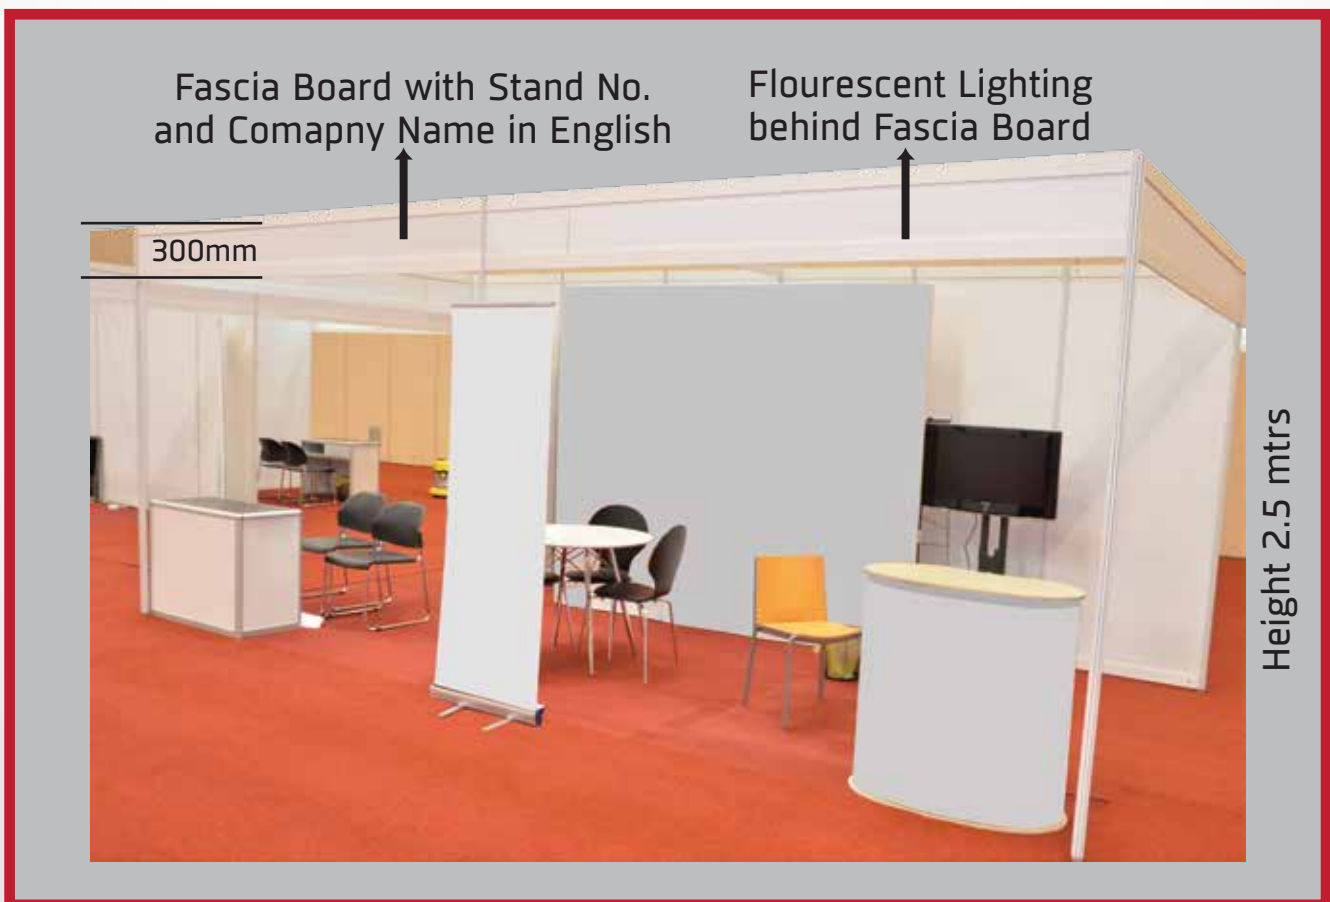 Fascia Board with Stand No.
and Comapny Name in English
Flourescent Lighting
behind Fascia Board
300mm
Height 2.5 mtrs